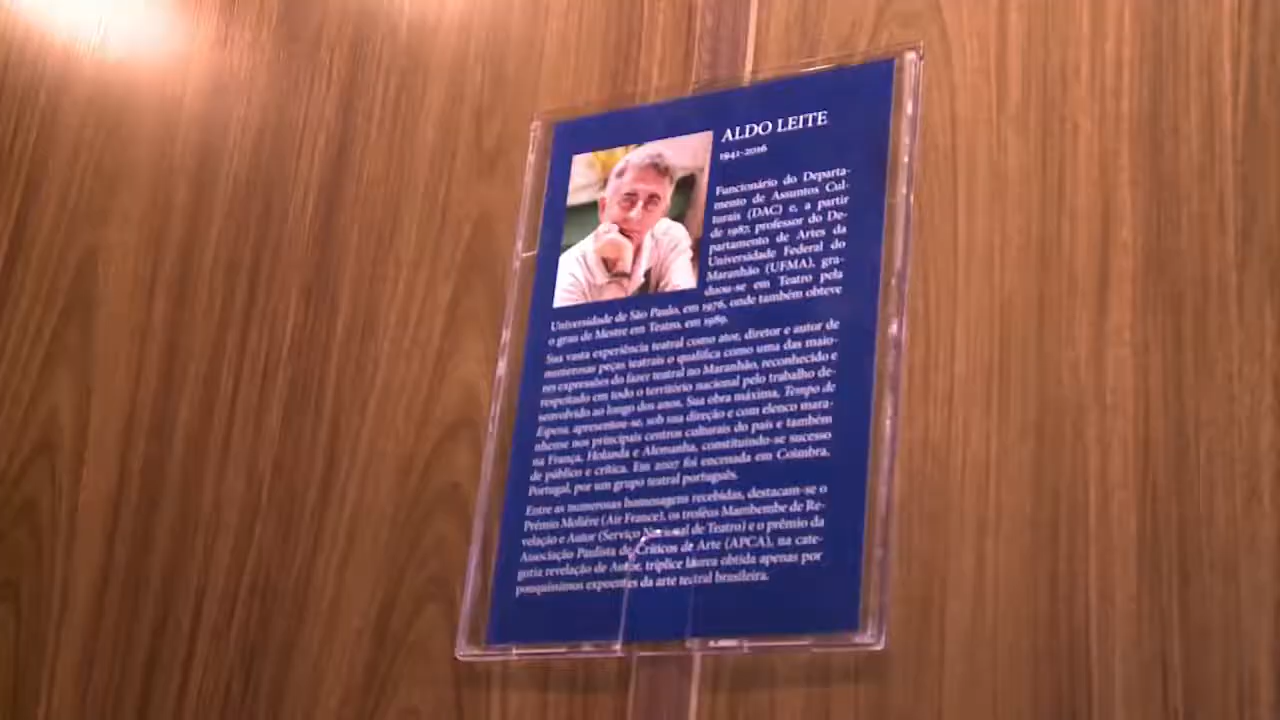 ALDO LEITE
1941-2016
Funcionário do Departa-
mento de Assuntos Cul-
turais (DAC) e, a partir
de 1987, professor do De-
partamento de Artes da
Universidade Federal do
Maranhão (UFMA), gra-
duou-se em Teatro pela
Universidade de São Paulo, em 1976, onde também obteve
o grau de Mestre em Teatro, em 1989.
Sua vasta experiência teatral como ator, diretor e autor de
numerosas peças teatrais o qualifica como uma das maio-
res expressões do fazer teatral no Maranhão, reconhecido e
respeitado em todo o território nacional pelo trabalho de-
senvolvido ao longo dos anos. Sua obra máxima, Tempo de
Espera, apresentou-se, sob sua direção e com elenco mara-
nhense nos principais centros culturais do país e também
na França, Holanda e Alemanha, constituindo-se sucesso
de público e crítica. Em 2007 foi encenada em Coimbra,
Portugal, por um grupo teatral português.
Entre as numerosas homenagens recebidas, destacam-se o
Prêmio Molière (Air France), os troféus Mambembe de Re-
velação e Autor (Serviço Nacional de Teatro) e o prêmio da
Associação Paulista de Críticos de Arte (APCA), na cate-
goria revelação de Autor, tríplice láurea obtida apenas por
pouquíssimos expoentes da arte teatral brasileira.